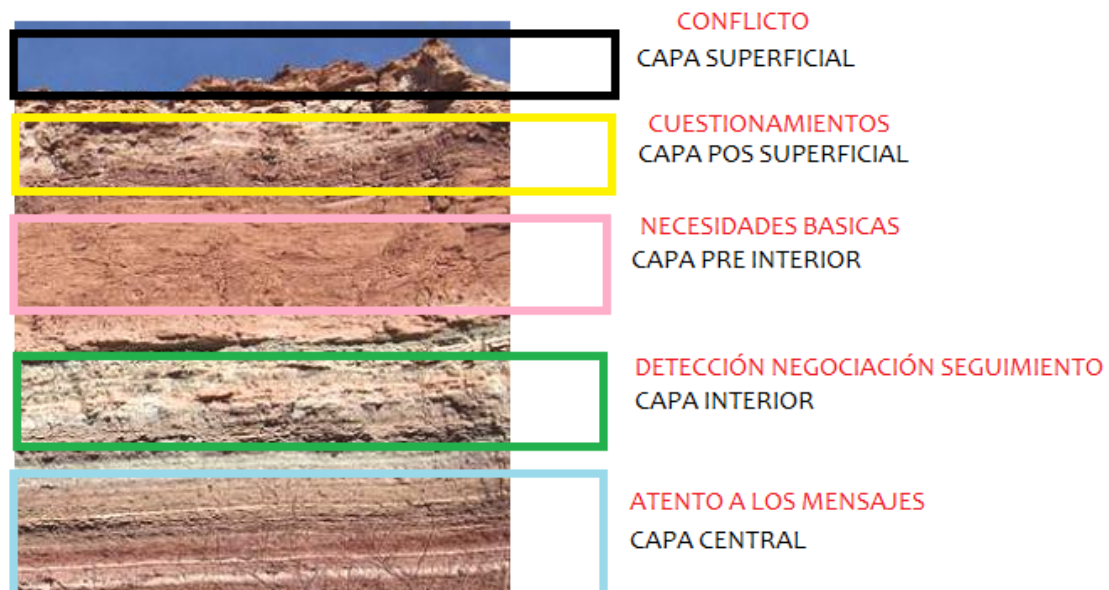 CONFLICTO
CAPA SUPERFICIAL
CUESTIONAMIENTOS
CAPA POS SUPERFICIAL
NECESIDADES BASICAS
CAPA PRE INTERIOR
DETECCIÓN NEGOCIACIÓN SEGUIMIENTO
CAPA INTERIOR
ATENTO A LOS MENSAJES
CAPA CENTRAL